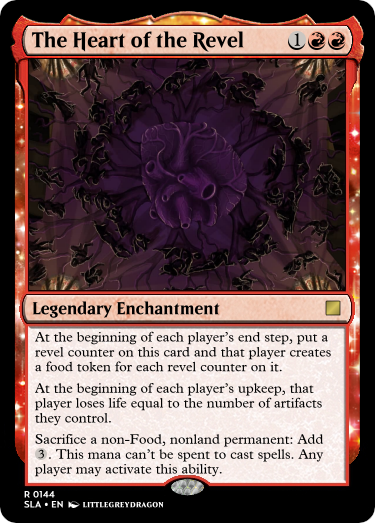 The Heart of the Revel 1
Legendary Enchantment
At the beginning of each player's end step, put a
revel counter on this card and that player creates
a food token for each revel counter on it.
At the beginning of each player's upkeep, that
player loses life equal to the number of artifacts
they control.
Sacrifice a non-Food, nonland permanent: Add
3. This mana can't be spent to cast spells. Any
player may activate this ability.
R 0144
SLA • EN LITTLEGREYDRAGON